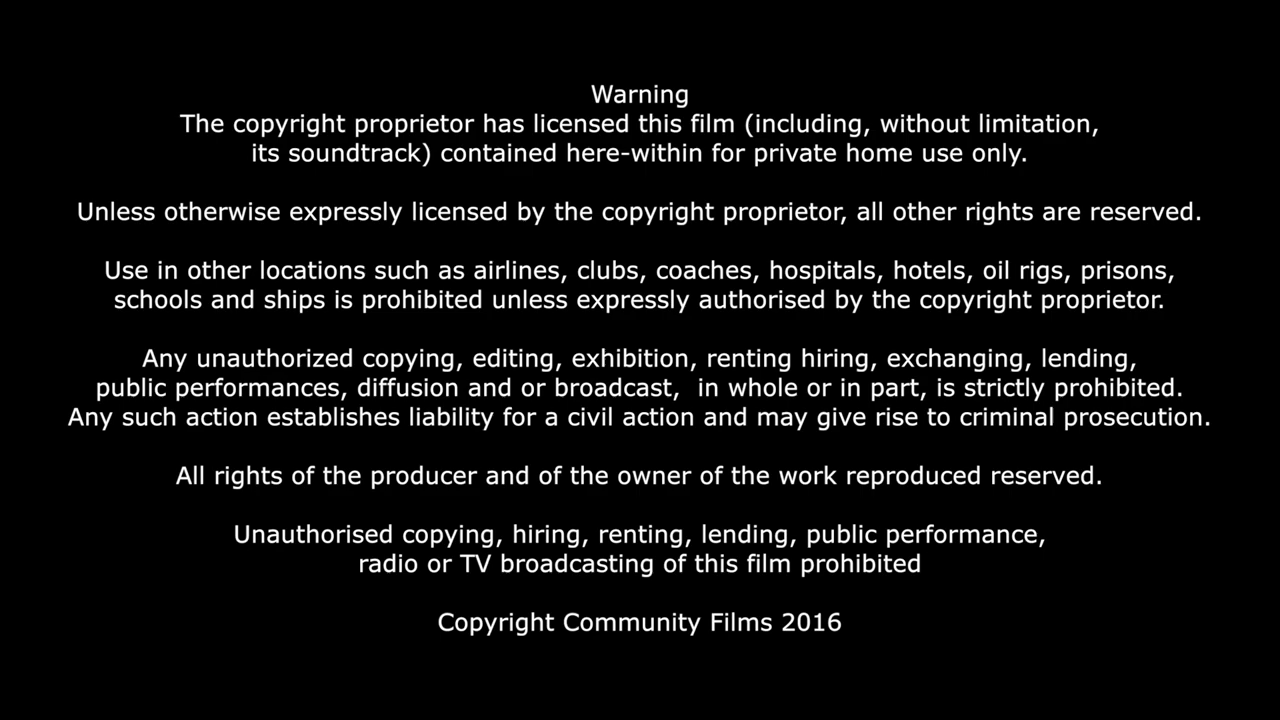 Warning
The copyright proprietor has licensed this film (including, without limitation,
its soundtrack) contained here-within for private home use only.
Unless otherwise expressly licensed by the copyright proprietor, all other rights are reserved.
Use in other locations such as airlines, clubs, coaches, hospitals, hotels, oil rigs, prisons,
schools and ships is prohibited unless expressly authorised by the copyright proprietor.
Any unauthorized copying, editing, exhibition, renting hiring, exchanging, lending,
public performances, diffusion and or broadcast,  in whole or in part, is strictly prohibited.
Any such action establishes liability for a civil action and may give rise to criminal prosecution.
All rights of the producer and of the owner of the work reproduced reserved.
Unauthorised copying, hiring, renting, lending, public performance,
radio or TV broadcasting of this film prohibited
Copyright Community Films 2016